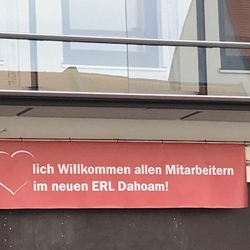 lich Willkommen allen Mitarbeitern
im neuen ERL Dahoam!